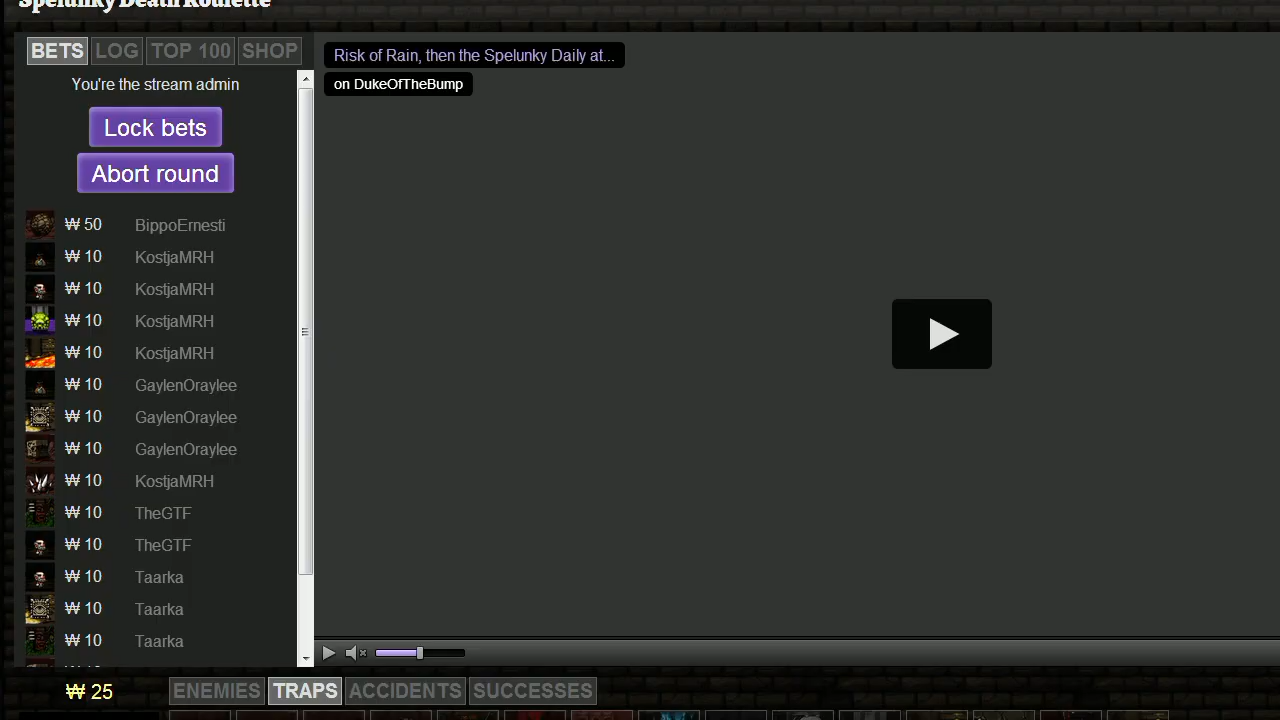 Spelunky Death Roulette
BETS LOG TOP 100 SHOP
You're the stream admin
Lock bets
Abort round
₩ 50 BippoErnesti
₩ 10 KostjaMRH
₩ 10 KostjaMRH
₩ 10 KostjaMRH
₩ 10 KostjaMRH
₩ 10 GaylenOraylee
₩ 10 GaylenOraylee
₩ 10 GaylenOraylee
₩ 10 KostjaMRH
₩ 10 TheGTF
₩ 10 TheGTF
₩ 10 Taarka
₩ 10 Taarka
₩ 10 Taarka
Risk of Rain, then the Spelunky Daily at...
on DukeOfTheBump
₩ 25
ENEMIES TRAPS ACCIDENTS SUCCESSES